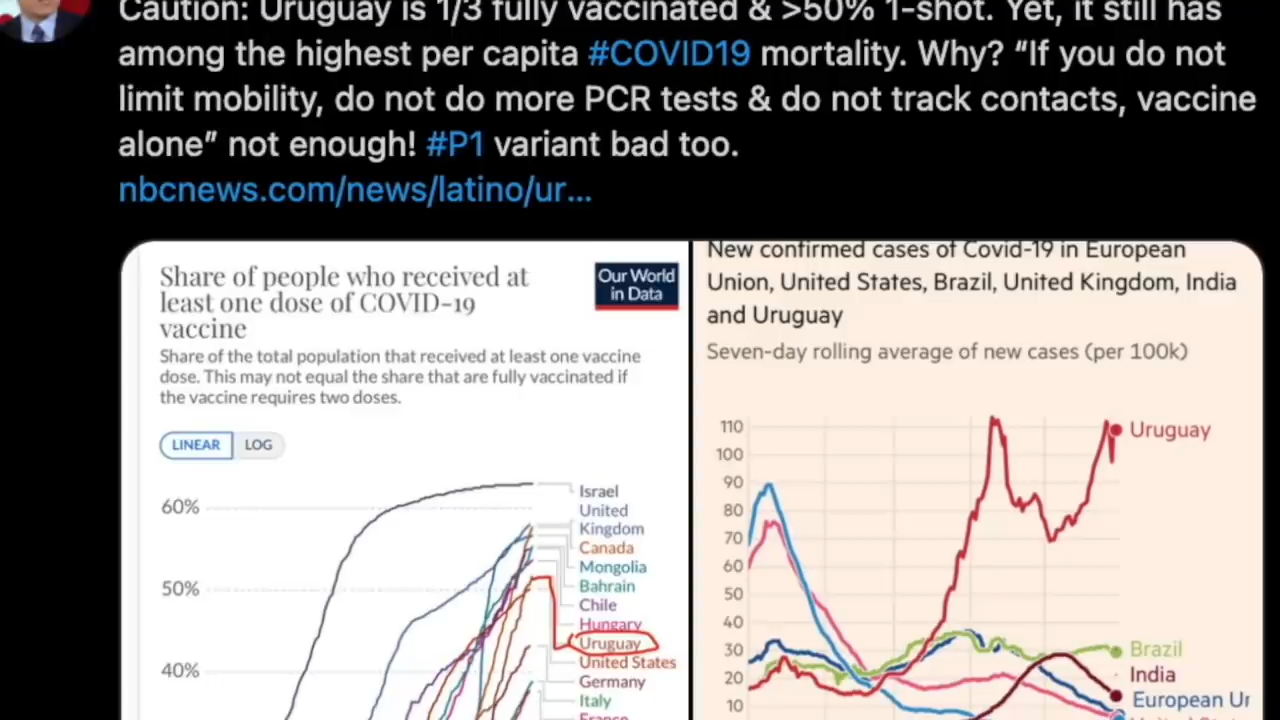 Caution: Uruguay is 1/3 fully vaccinated & >50% 1-shot. Yet, it still has
among the highest per capita #COVID19 mortality. Why? “If you do not
limit mobility, do not do more PCR tests & do not track contacts, vaccine
alone” not enough! #P1 variant bad too.
nbcnews.com/news/latino/ur...
Share of people who received at
least one dose of COVID-19
vaccine
Our World
in Data
Share of the total population that received at least one vaccine
dose. This may not equal the share that are fully vaccinated if
the vaccine requires two doses.
LINEAR
LOG
60%
50%
40%
Israel
United
Kingdom
Canada
Mongolia
Bahrain
Chile
Hungary
Uruguay
United States
Germany
Italy
France
New confirmed cases of Covid-19 in European
Union, United States, Brazil, United Kingdom, India
and Uruguay
Seven-day rolling average of new cases (per 100k)
110
100
90
80
70
60
50
40
30
20
10
Uruguay
Brazil
India
European Un
United Stat